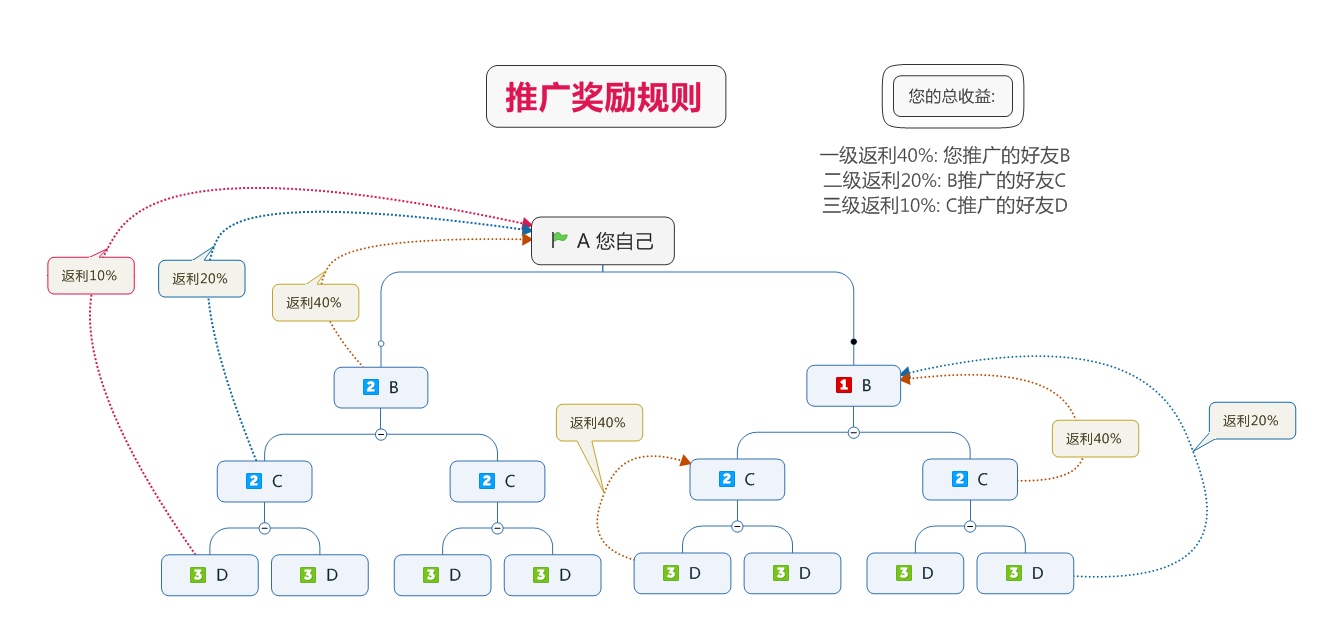 推广奖励规则
您的总收益:
一级返利40%: 您推广的好友B
二级返利20%: B推广的好友C
三级返利10%: C推广的好友D
A 您自己
返利10%
返利20%
返利40%
2 B
1 B
返利40%
返利40%
返利20%
2 C
2 C
2 C
2 C
3 D
3 D
3 D
3 D
3 D
3 D
3 D
3 D